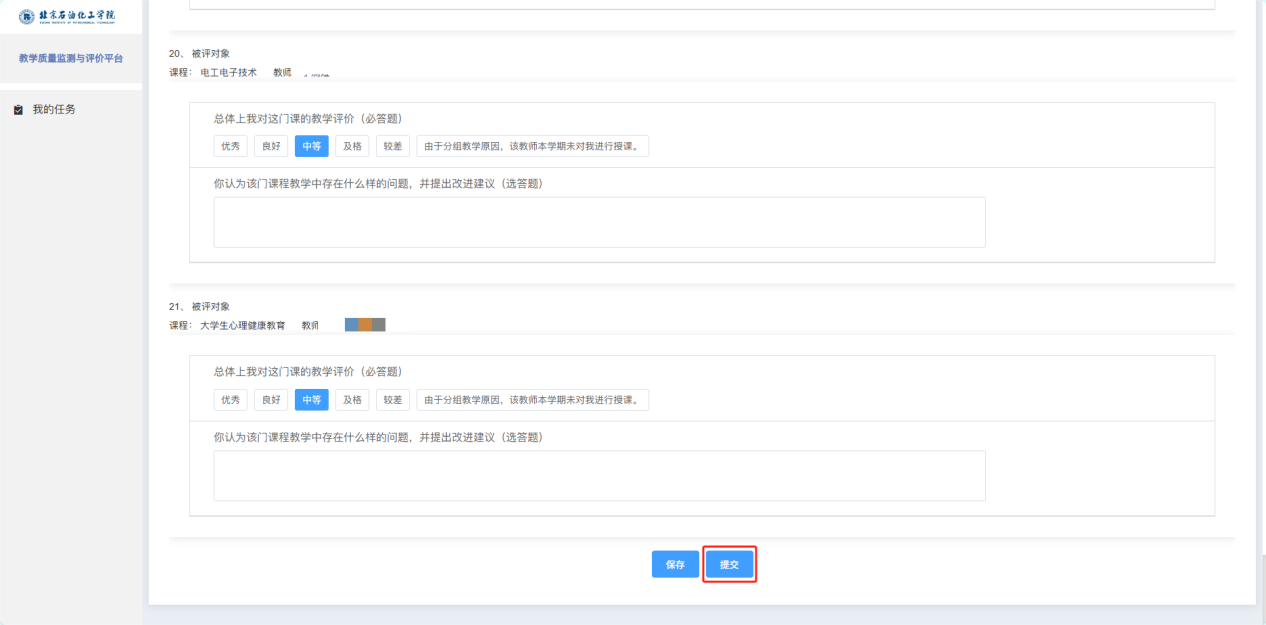 北京石油化工学院
教学质量监测与评价平台
我的任务
20、 被评对象
课程: 电工电子技术 教师
总体上我对这门课的教学评价（必答题）
优秀 良好 中等 及格 较差 由于分组教学原因，该教师本学期未对我进行授课。
你认为该门课程教学中存在什么样的问题，并提出改进建议（选答题）
21、 被评对象
课程: 大学生心理健康教育 教师
总体上我对这门课的教学评价（必答题）
优秀 良好 中等 及格 较差 由于分组教学原因，该教师本学期未对我进行授课。
你认为该门课程教学中存在什么样的问题，并提出改进建议（选答题）
保存 提交